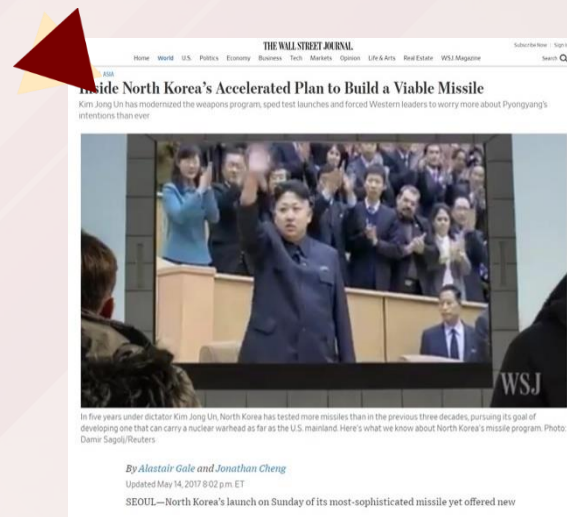 THE WALL STREET JOURNAL.
Subscribe Now | Sign
Home World U.S. Politics Economy Business Tech Markets Opinion Life & Arts Real Estate WSJ. Magazine
Search
ASIA
Inside North Korea's Accelerated Plan to Build a Viable Missile
Kim Jong Un has modernized the weapons program, sped test launches and forced Western leaders to worry more about Pyongyang's
intentions than ever
WSJ
In five years under dictator Kim Jong Un, North Korea has tested more missiles than in the previous three decades, pursuing its goal of
developing one that can carry a nuclear warhead as far as the U.S. mainland. Here's what we know about North Korea's missile program. Photo:
Damir Sagolj/Reuters
By Alastair Gale and Jonathan Cheng
Updated May 14, 2017 8:02 p.m. ET
SEOUL—North Korea's launch on Sunday of its most-sophisticated missile yet offered new